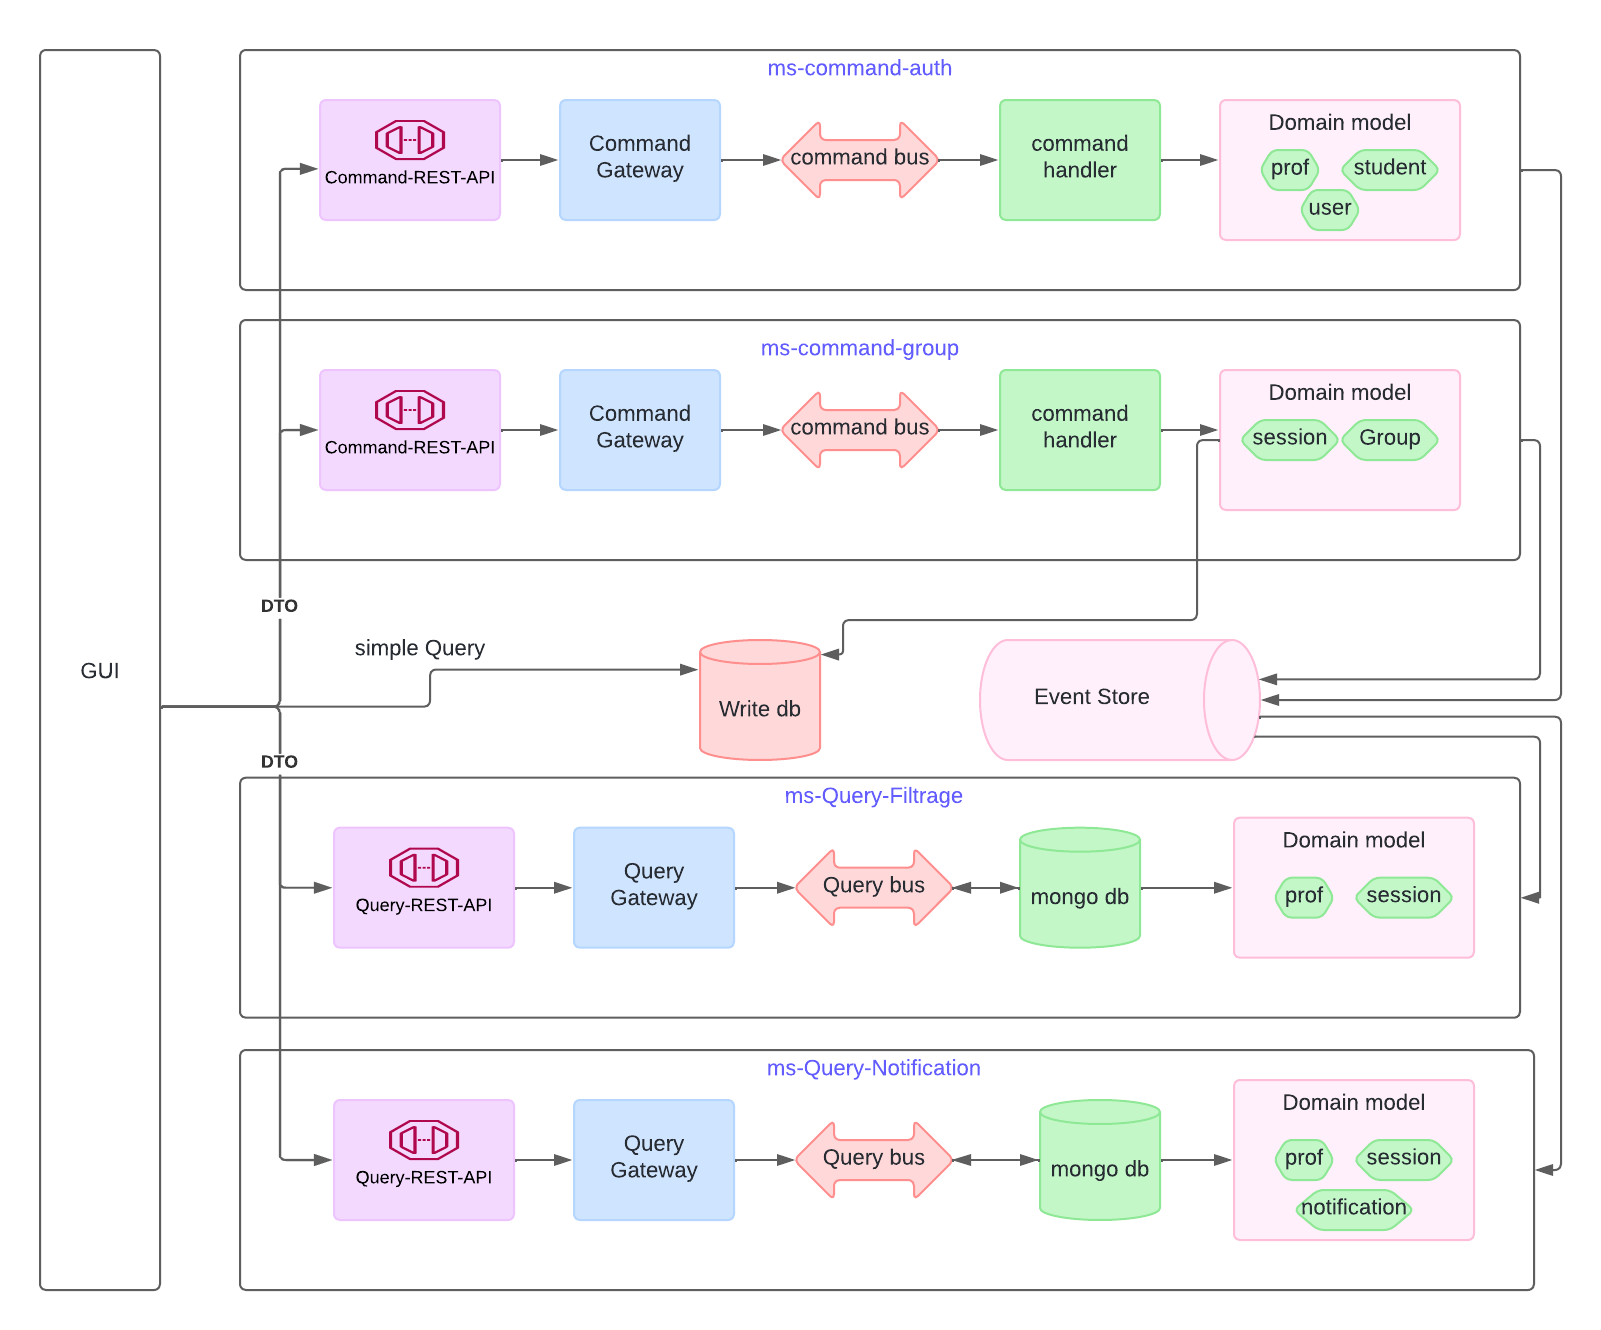 GUI
ms-command-auth
Command-REST-API
Command
Gateway
command bus
command
handler
Domain model
prof
student
user
ms-command-group
Command-REST-API
Command
Gateway
command bus
command
handler
Domain model
session
Group
DTO
simple Query
Write db
Event Store
DTO
ms-Query-Filtrage
Query-REST-API
Query
Gateway
Query bus
mongo db
Domain model
prof
session
ms-Query-Notification
Query-REST-API
Query
Gateway
Query bus
mongo db
Domain model
prof
session
notification